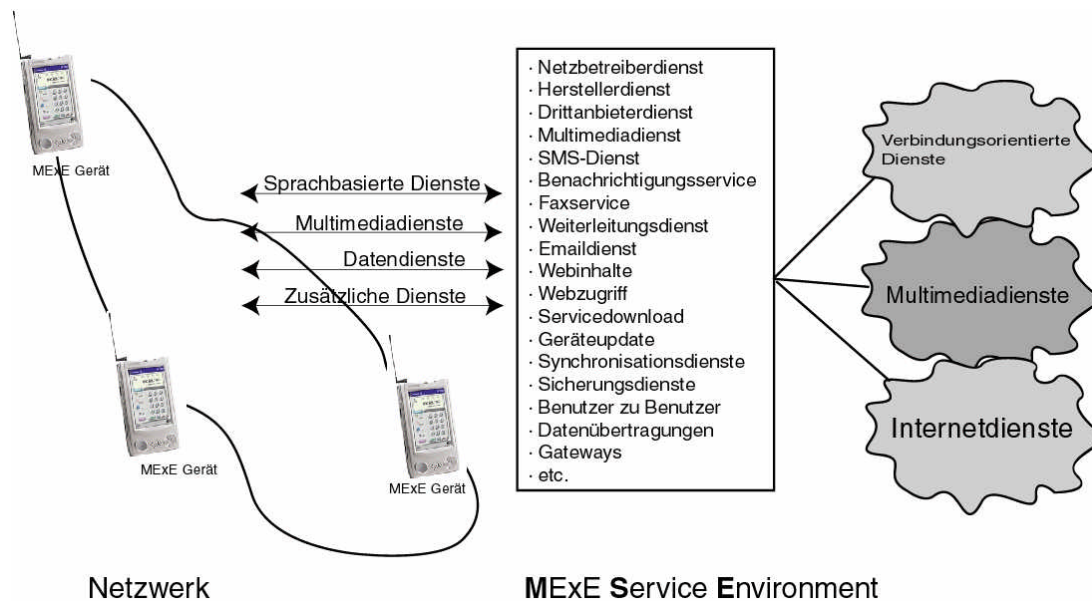 MExE Gerät
MExE Gerät
MExE Gerät
Sprachbasierte Dienste
Multimediadienste
Datendienste
Zusätzliche Dienste
· Netzbetreiberdienst
· Herstellerdienst
· Drittanbieterdienst
· Multimediadienst
· SMS-Dienst
· Benachrichtigungsservice
· Faxservice
· Weiterleitungsdienst
· Emaildienst
· Webinhalte
· Webzugriff
· Servicedownload
· Geräteupdate
· Synchronisationsdienste
· Sicherungsdienste
· Benutzer zu Benutzer
· Datenübertragungen
· Gateways
· etc.
Verbindungsorientierte
Dienste
Multimediadienste
Internetdienste
Netzwerk
MExE Service Environment